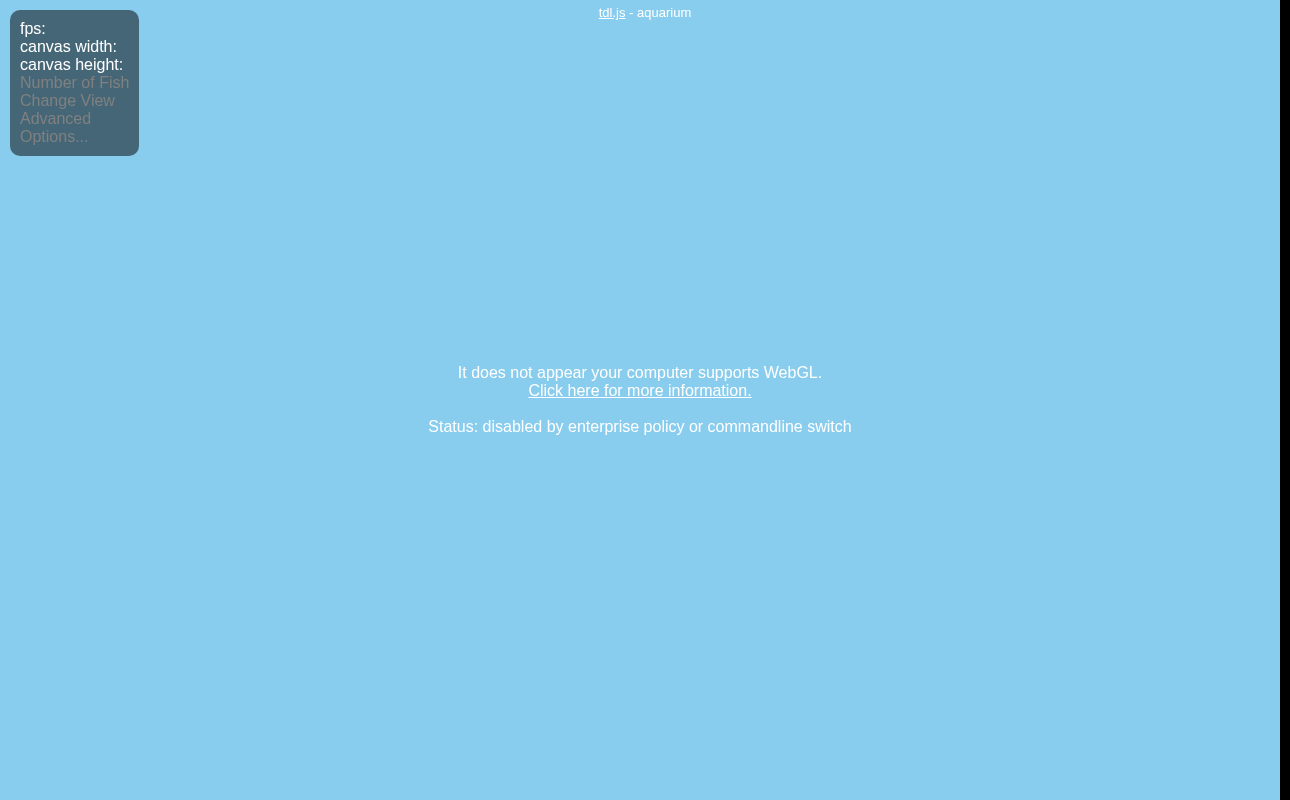 tdl.js - aquarium
fps:
canvas width:
canvas height:
Number of Fish
Change View
Advanced
Options...
It does not appear your computer supports WebGL.
Click here for more information.
Status: disabled by enterprise policy or commandline switch